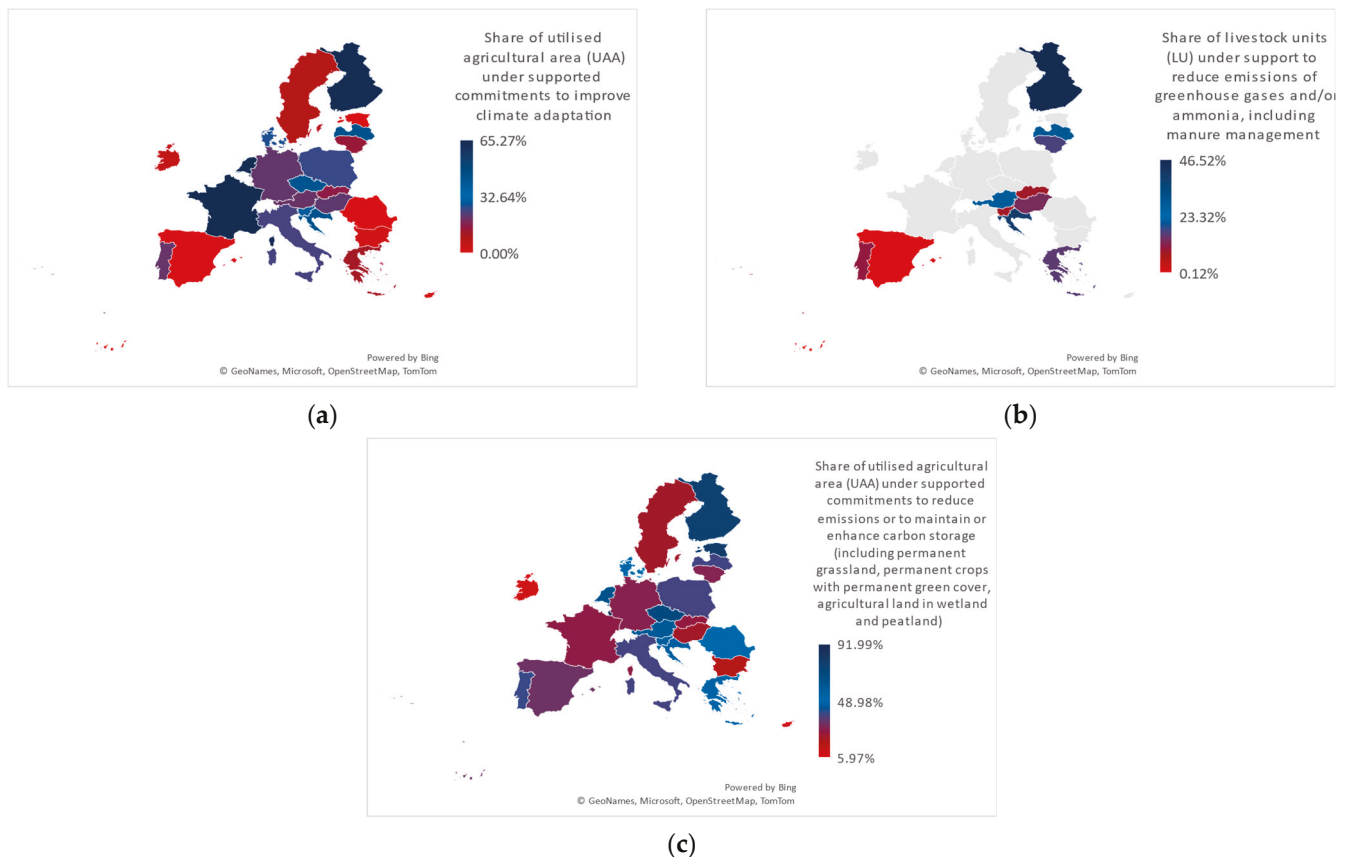 Share of utilised
agricultural area (UAA)
under supported
commitments to improve
climate adaptation
65.27%
32.64%
0.00%
Powered by Bing
© GeoNames, Microsoft, OpenStreetMap, TomTom
(a)
Share of livestock units
(LU) under support to
reduce emissions of
greenhouse gases and/or
ammonia, including
manure management
46.52%
23.32%
0.12%
Powered by Bing
© GeoNames, Microsoft, OpenStreetMap, TomTom
(b)
Share of utilised agricultural
area (UAA) under supported
commitments to reduce
emissions or to maintain or
enhance carbon storage
(including permanent
grassland, permanent crops
with permanent green cover,
agricultural land in wetland
and peatland)
91.99%
48.98%
5.97%
Powered by Bing
© GeoNames, Microsoft, OpenStreetMap, TomTom
(c)